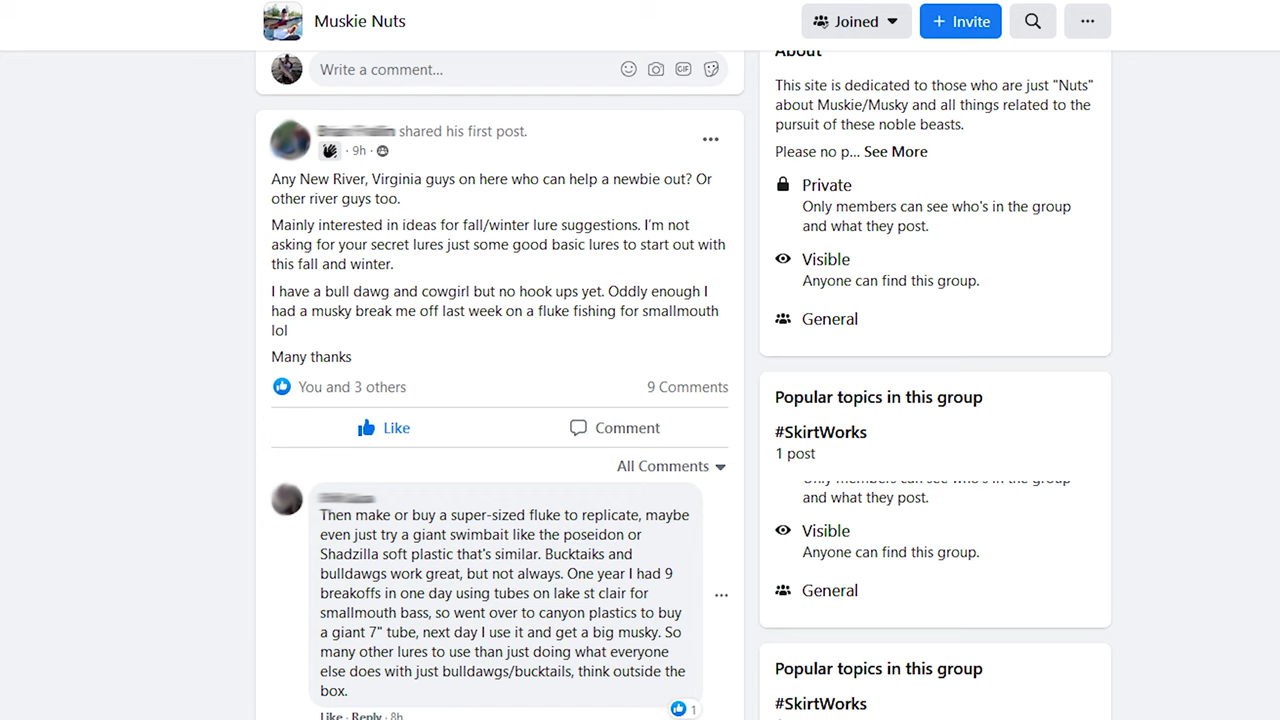 Muskie Nuts
Joined
+ Invite
Write a comment...
GIF
shared his first post.
· 9h ·
Any New River, Virginia guys on here who can help a newbie out? Or
other river guys too.
Mainly interested in ideas for fall/winter lure suggestions. I'm not
asking for your secret lures just some good basic lures to start out with
this fall and winter.
I have a bull dawg and cowgirl but no hook ups yet. Oddly enough I
had a musky break me off last week on a fluke fishing for smallmouth
lol
Many thanks
You and 3 others
9 Comments
Like
Comment
All Comments
Then make or buy a super-sized fluke to replicate, maybe
even just try a giant swimbait like the poseidon or
Shadzilla soft plastic that's similar. Bucktaiks and
bulldawgs work great, but not always. One year I had 9
breakoffs in one day using tubes on lake st clair for
smallmouth bass, so went over to canyon plastics to buy
a giant 7" tube, next day I use it and get a big musky. So
many other lures to use than just doing what everyone
else does with just bulldawgs/bucktails, think outside the
box.
1
Like · Reply · 8h
About
This site is dedicated to those who are just "Nuts"
about Muskie/Musky and all things related to the
pursuit of these noble beasts.
Please no p... See More
Private
Only members can see who's in the group
and what they post.
Visible
Anyone can find this group.
General
Popular topics in this group
#SkirtWorks
1 post
Only members can see who's in the group
and what they post.
Visible
Anyone can find this group.
General
Popular topics in this group
#SkirtWorks